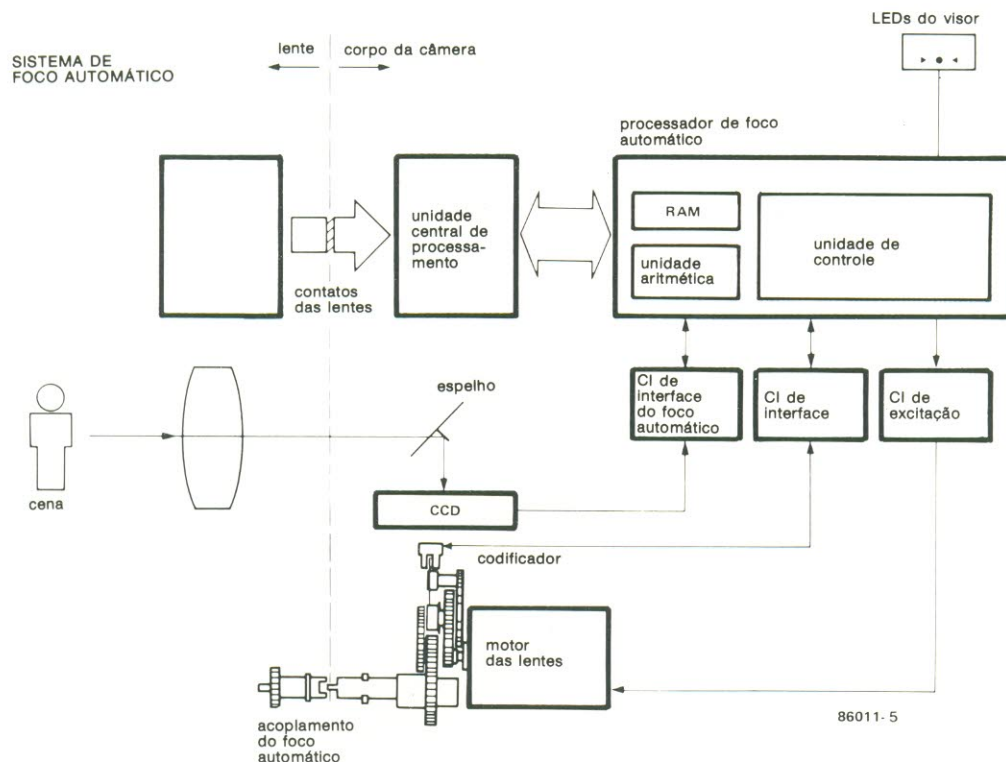 LEDs do visor
SISTEMA DE
FOCO AUTOMÁTICO
lente
corpo da câmera
processador de foco
automático
unidade
central de
processa-
mento
RAM
unidade
aritmética
unidade de
controle
contatos
das lentes
espelho
CI de
interface
do foco
automático
CI de
interface
CI de
excitação
cena
CCD
codificador
motor
das lentes
acoplamento
do foco
automático
86011-5